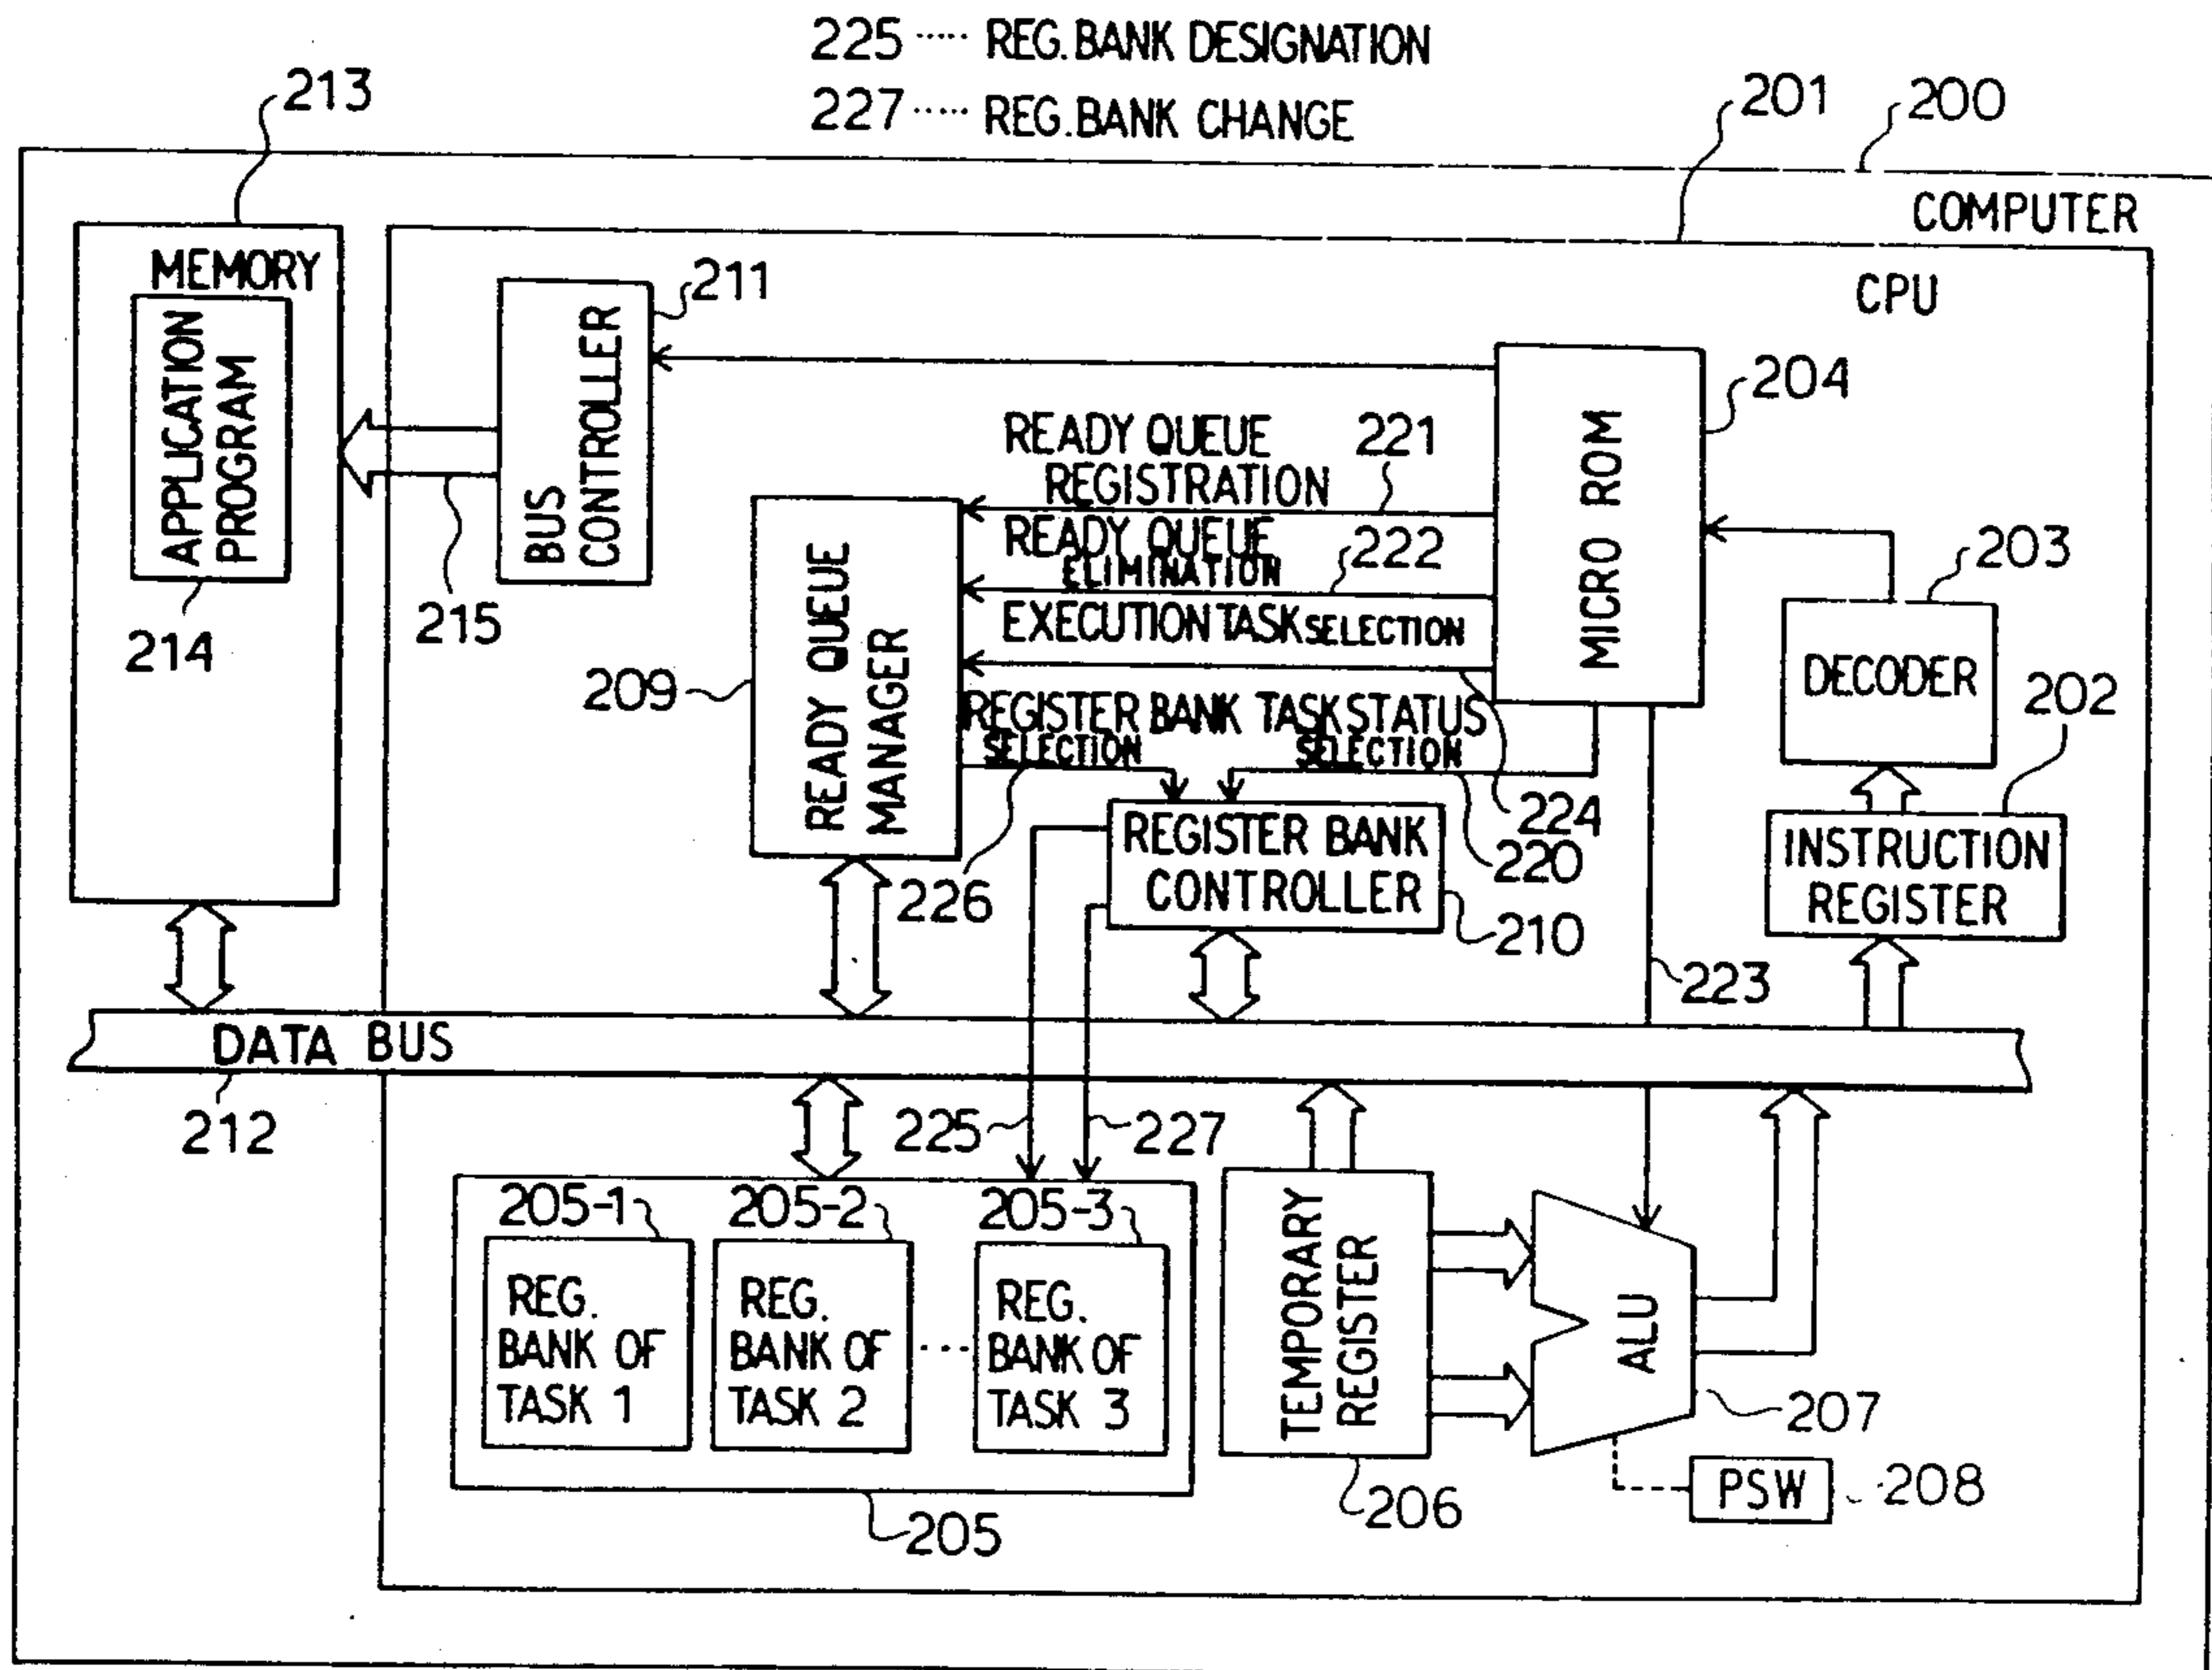 225 ····· REG. BANK DESIGNATION
227 ····· REG. BANK CHANGE
213
201
200
COMPUTER
MEMORY
CPU
211
APPLICATION
PROGRAM
BUS
CONTROLLER
204
MICRO ROM
READY QUEUE
REGISTRATION
221
READY QUEUE
ELIMINATION
222
203
214
215
EXECUTION TASK SELECTION
DECODER
209
READY QUEUE
MANAGER
REGISTER BANK
SELECTION
TASK STATUS
SELECTION
202
224
220
226
REGISTER BANK
CONTROLLER
210
INSTRUCTION
REGISTER
223
DATA BUS
212
225
227
205-1
205-2
205-3
REG.
BANK OF
TASK 1
REG.
BANK OF
TASK 2
····
REG.
BANK OF
TASK 3
TEMPORARY
REGISTER
ALU
207
PSW
208
206
205